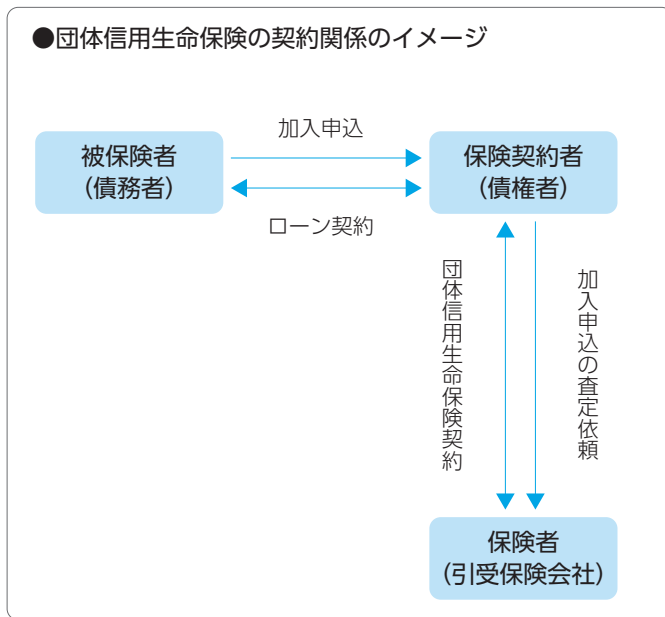 ●団体信用生命保険の契約関係のイメージ
加入申込
被保険者
(債務者)
保険契約者
(債権者)
ローン契約
団体信用生命保険契約
加入申込の査定依頼
保険者
(引受保険会社)